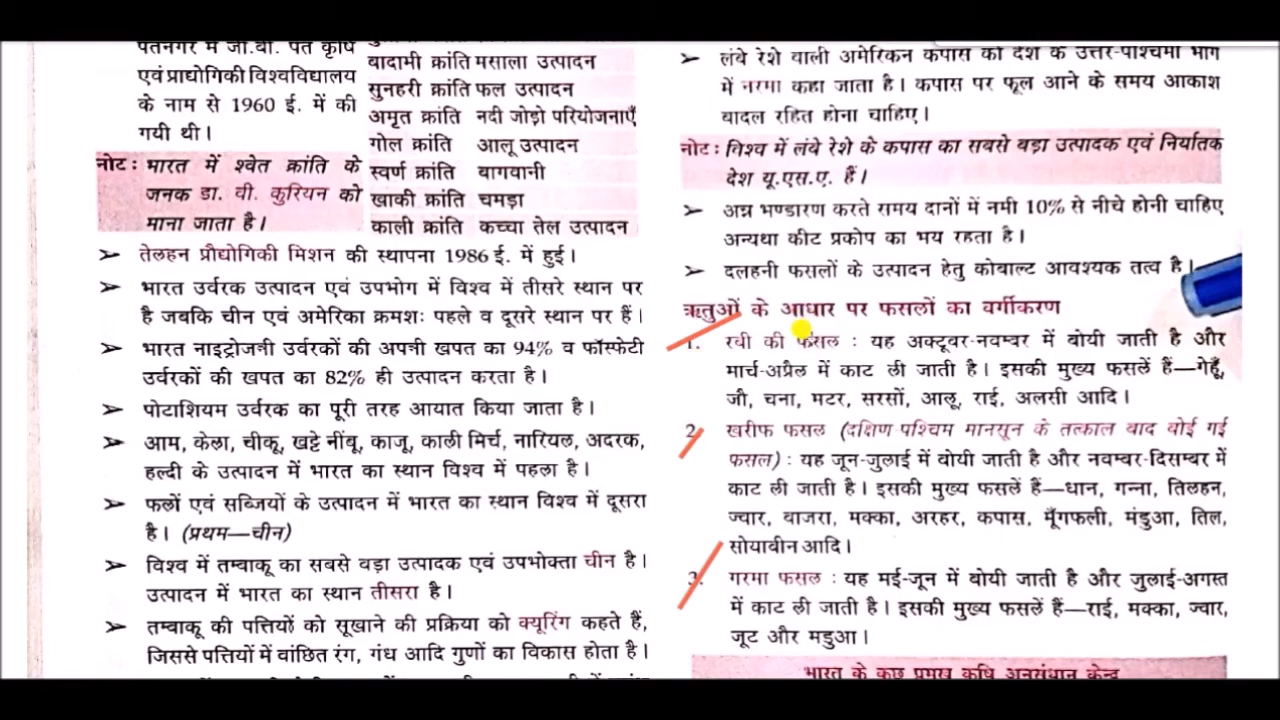 पंतनगर में जी.बी. पंत कृषि
एवं प्राद्योगिकी विश्वविद्यालय
के नाम से 1960 ई. में की
गयी थी।
नोट : भारत में श्वेत क्रांति के
जनक डा. वी. कुरियन को
माना जाता है।
बादामी क्रांति मसाला उत्पादन
सुनहरी क्रांति फल उत्पादन
अमृत क्रांति नदी जोड़ो परियोजनाएँ
गोल क्रांति आलू उत्पादन
स्वर्ण क्रांति बागवानी
खाकी क्रांति चमड़ा
काली क्रांति कच्चा तेल उत्पादन
➢ तेलहन प्रौद्योगिकी मिशन की स्थापना 1986 ई. में हुई।
➢ भारत उर्वरक उत्पादन एवं उपभोग में विश्व में तीसरे स्थान पर
है जबकि चीन एवं अमेरिका क्रमशः पहले व दूसरे स्थान पर हैं।
➢ भारत नाइट्रोजनी उर्वरकों की अपनी खपत का 94% व फॉस्फेटी
उर्वरकों की खपत का 82% ही उत्पादन करता है।
➢ पोटाशियम उर्वरक का पूरी तरह आयात किया जाता है।
➢ आम, केला, चीकू, खट्टे नींबू, काजू, काली मिर्च, नारियल, अदरक,
हल्दी के उत्पादन में भारत का स्थान विश्व में पहला है।
➢ फलों एवं सब्जियों के उत्पादन में भारत का स्थान विश्व में दूसरा
है। (प्रथम—चीन)
➢ विश्व में तम्बाकू का सबसे बड़ा उत्पादक एवं उपभोक्ता चीन है।
उत्पादन में भारत का स्थान तीसरा है।
➢ तम्बाकू की पत्तियों को सूखाने की प्रक्रिया को क्यूरिंग कहते हैं,
जिससे पत्तियों में वांछित रंग, गंध आदि गुणों का विकास होता है।
➢ लंबे रेशे वाली अमेरिकन कपास को देश के उत्तर-पश्चिमी भाग
में नरमा कहा जाता है। कपास पर फूल आने के समय आकाश
बादल रहित होना चाहिए।
नोट : विश्व में लंबे रेशे के कपास का सबसे बड़ा उत्पादक एवं निर्यातक
देश यू.एस.ए. हैं।
➢ अन्न भण्डारण करते समय दानों में नमी 10% से नीचे होनी चाहिए
अन्यथा कीट प्रकोप का भय रहता है।
➢ दलहनी फसलों के उत्पादन हेतु कोबाल्ट आवश्यक तत्व है।
ऋतुओं के आधार पर फसलों का वर्गीकरण
1. रबी की फसल : यह अक्टूबर-नवम्बर में बोयी जाती है और
मार्च-अप्रैल में काट ली जाती है। इसकी मुख्य फसलें हैं—गेहूँ,
जौ, चना, मटर, सरसों, आलू, राई, अलसी आदि।
2. खरीफ फसल (दक्षिण पश्चिम मानसून के तत्काल बाद बोई गई
फसल) : यह जून-जुलाई में बोयी जाती है और नवम्बर-दिसम्बर में
काट ली जाती है। इसकी मुख्य फसलें हैं—धान, गन्ना, तिलहन,
ज्वार, बाजरा, मक्का, अरहर, कपास, मूँगफली, मंडुआ, तिल,
सोयाबीन आदि।
3. गरमा फसल : यह मई-जून में बोयी जाती है और जुलाई-अगस्त
में काट ली जाती है। इसकी मुख्य फसलें हैं—राई, मक्का, ज्वार,
जूट और मडुआ।
भारत के कुछ प्रमुख कृषि अनुसंधान केन्द्र